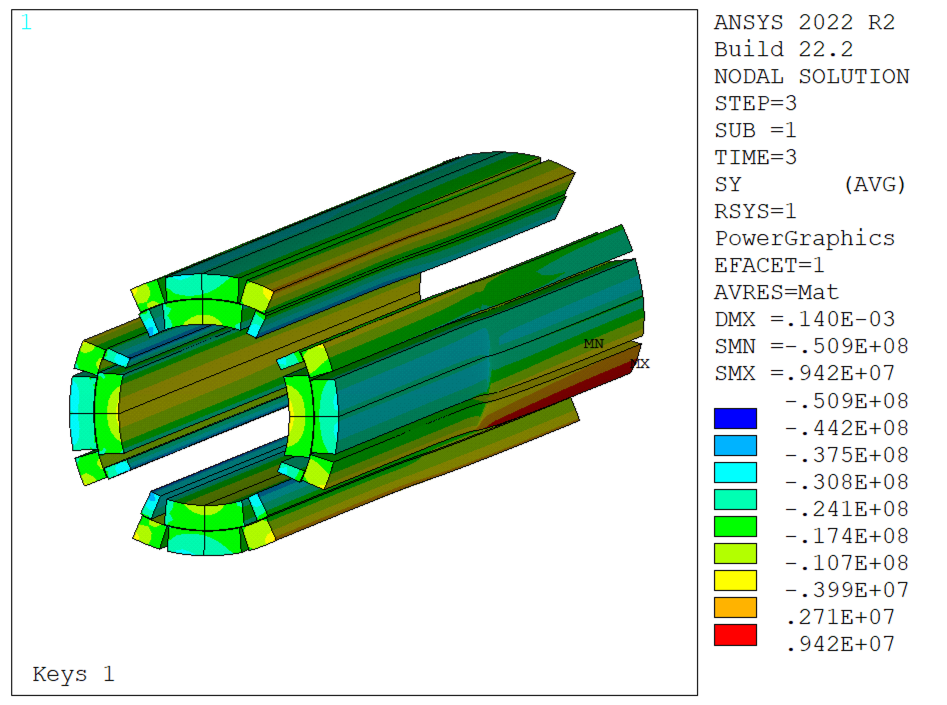 1
ANSYS 2022 R2
Build 22.2
NODAL SOLUTION
STEP=3
SUB =1
TIME=3
SY       (AVG)
RSYS=1
PowerGraphics
EFACET=1
AVRES=Mat
DMX =.140E-03
SMN =-.509E+08
SMX =.942E+07
-.509E+08
-.442E+08
-.375E+08
-.308E+08
-.241E+08
-.174E+08
-.107E+08
-.399E+07
.271E+07
.942E+07
MN
MX
Keys 1